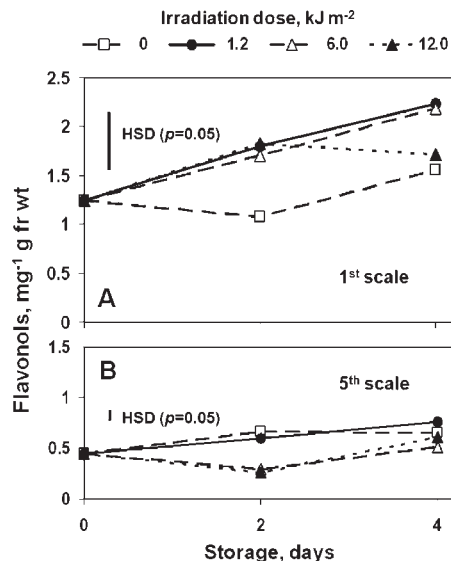 Irradiation dose, kJ m⁻²
0 1.2 6.0 12.0
2.5
2
1.5
1
0.5
0
HSD (p=0.05)
A
1st scale
Flavonols, mg⁻¹ g fr wt
1.5
1
0.5
0
B
5th scale
HSD (p=0.05)
0 2 4
Storage, days